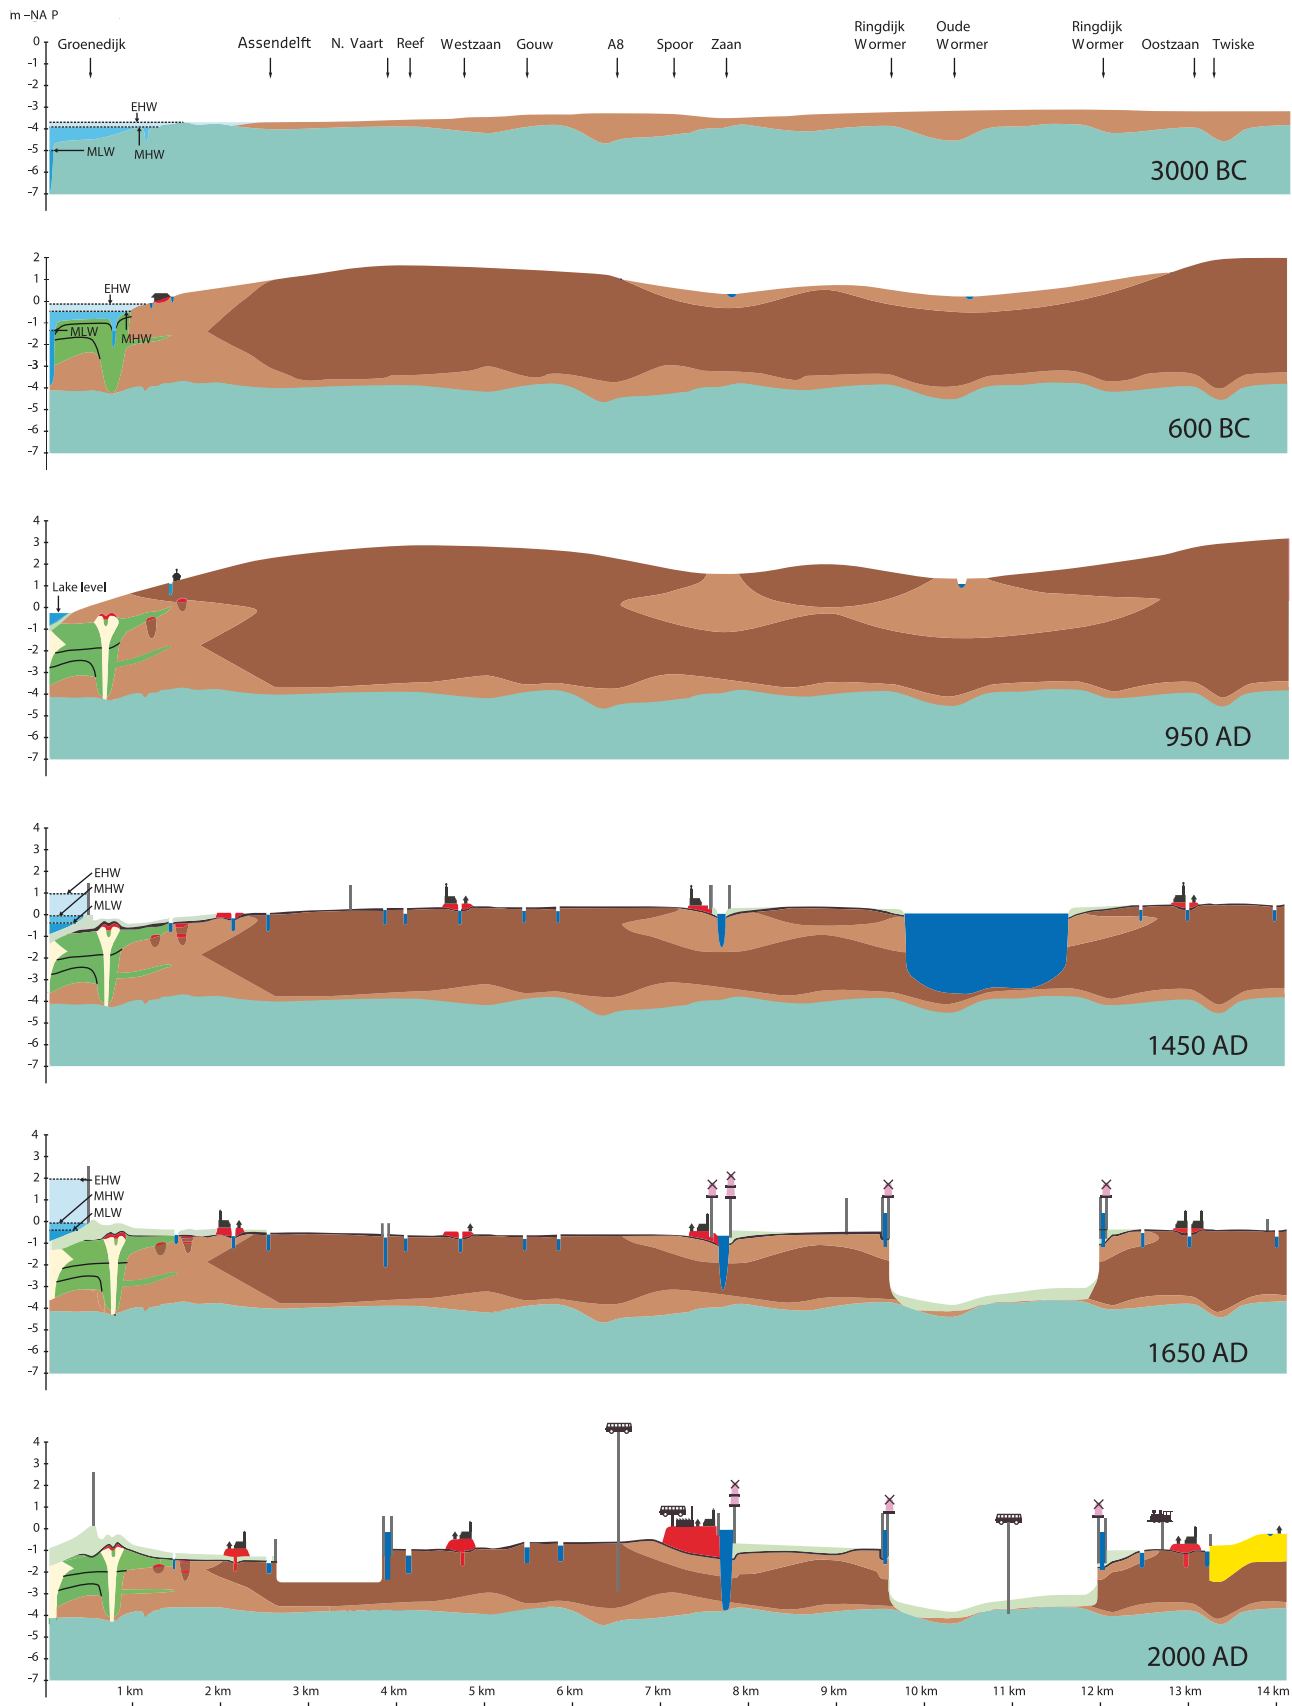 m –NA P
Groenedijk
Assendelft
N. Vaart
Reef
Westzaan
Gouw
A8
Spoor
Zaan
Ringdijk
Wormer
Oude
Wormer
Ringdijk
Wormer
Oostzaan
Twiske
0
-1
-2
-3
-4
-5
-6
-7
EHW
MLW
MHW
3000 BC
2
1
0
-1
-2
-3
-4
-5
-6
-7
EHW
MLW
MHW
600 BC
4
3
2
1
0
-1
-2
-3
-4
-5
-6
-7
Lake level
950 AD
4
3
2
1
0
-1
-2
-3
-4
-5
-6
-7
EHW
MHW
MLW
1450 AD
4
3
2
1
0
-1
-2
-3
-4
-5
-6
-7
EHW
MHW
MLW
1650 AD
4
3
2
1
0
-1
-2
-3
-4
-5
-6
-7
2000 AD
1 km
2 km
3 km
4 km
5 km
6 km
7 km
8 km
9 km
10 km
11 km
12 km
13 km
14 km